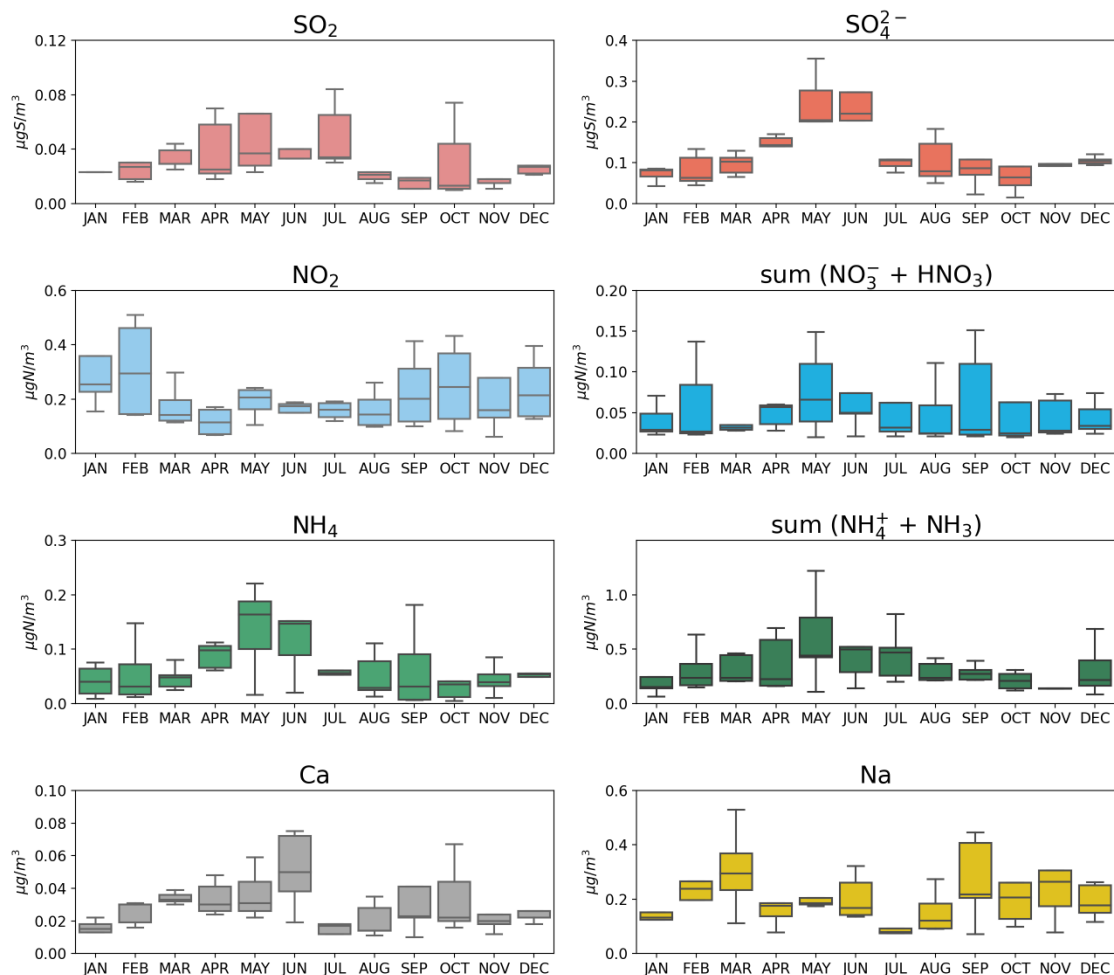 SO₂
μgS/m³
0.12
0.08
0.04
0.00
JAN FEB MAR APR MAY JUN JUL AUG SEP OCT NOV DEC
SO₄²⁻
μgS/m³
0.4
0.3
0.2
0.1
0.0
JAN FEB MAR APR MAY JUN JUL AUG SEP OCT NOV DEC
NO₂
μgN/m³
0.6
0.4
0.2
0.0
JAN FEB MAR APR MAY JUN JUL AUG SEP OCT NOV DEC
sum (NO₃⁻ + HNO₃)
μgN/m³
0.20
0.15
0.10
0.05
0.00
JAN FEB MAR APR MAY JUN JUL AUG SEP OCT NOV DEC
NH₄
μgN/m³
0.3
0.2
0.1
0.0
JAN FEB MAR APR MAY JUN JUL AUG SEP OCT NOV DEC
sum (NH₄⁺ + NH₃)
μgN/m³
1.0
0.5
0.0
JAN FEB MAR APR MAY JUN JUL AUG SEP OCT NOV DEC
Ca
μg/m³
0.10
0.08
0.06
0.04
0.02
0.00
JAN FEB MAR APR MAY JUN JUL AUG SEP OCT NOV DEC
Na
μg/m³
0.6
0.4
0.2
0.0
JAN FEB MAR APR MAY JUN JUL AUG SEP OCT NOV DEC